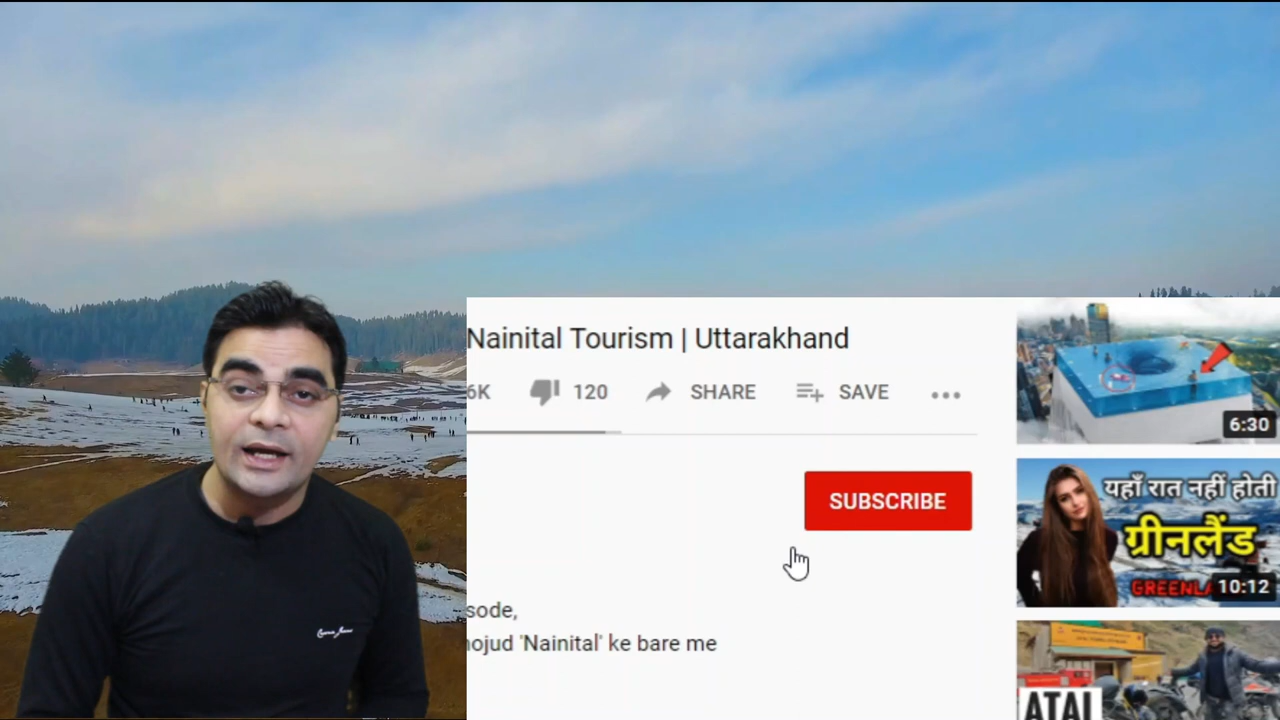 Nainital Tourism | Uttarakhand
6K 120 SHARE SAVE
SUBSCRIBE
sode,
ojud 'Nainital' ke bare me
6:30
यहाँ रात नहीं होती
ग्रीनलैंड
GREENLA
10:12
ATAL